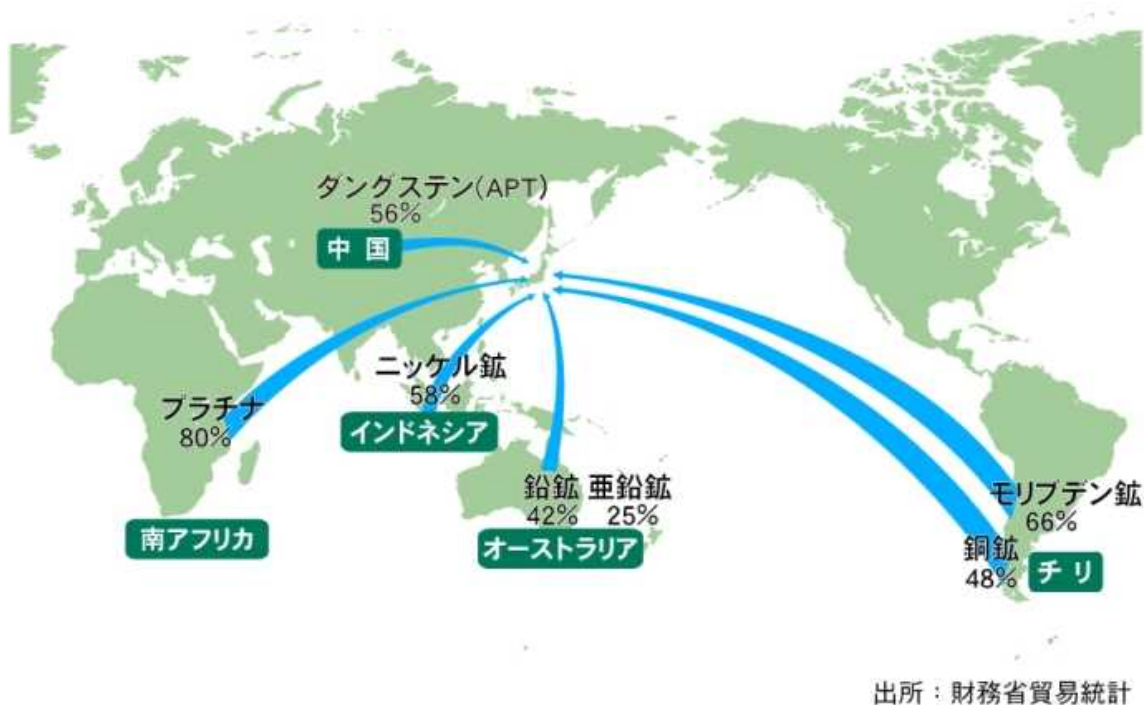 ダングステン(APT)
56%
中国
ニッケル鉱
58%
インドネシア
プラチナ
80%
南アフリカ
鉛鉱 亜鉛鉱
42% 25%
オーストラリア
モリブデン鉱
66%
銅鉱
48%
チリ
出所：財務省貿易統計